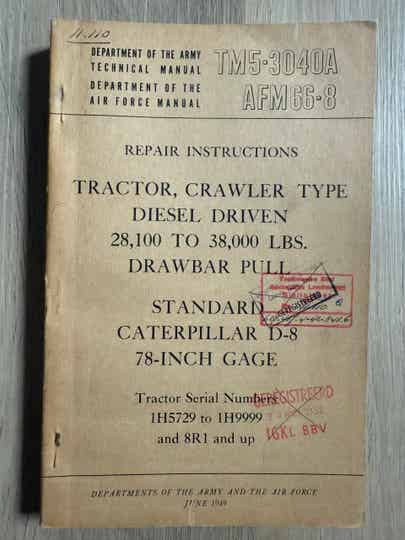 H-110
DEPARTMENT OF THE ARMY
TECHNICAL MANUAL
DEPARTMENT OF THE
AIR FORCE MANUAL
TM5-3040A
AFM66-8
REPAIR INSTRUCTIONS
TRACTOR, CRAWLER TYPE
DIESEL DRIVEN
28,100 TO 38,000 LBS.
DRAWBAR PULL
STANDARD
CATERPILLAR D-8
78-INCH GAGE
GEREGISTREERD
Tractor Serial Numbers
1H5729 to 1H9999
and 8R1 and up
GEREGISTREERD
16KL BBV
DEPARTMENTS OF THE ARMY AND THE AIR FORCE
JUNE 1949